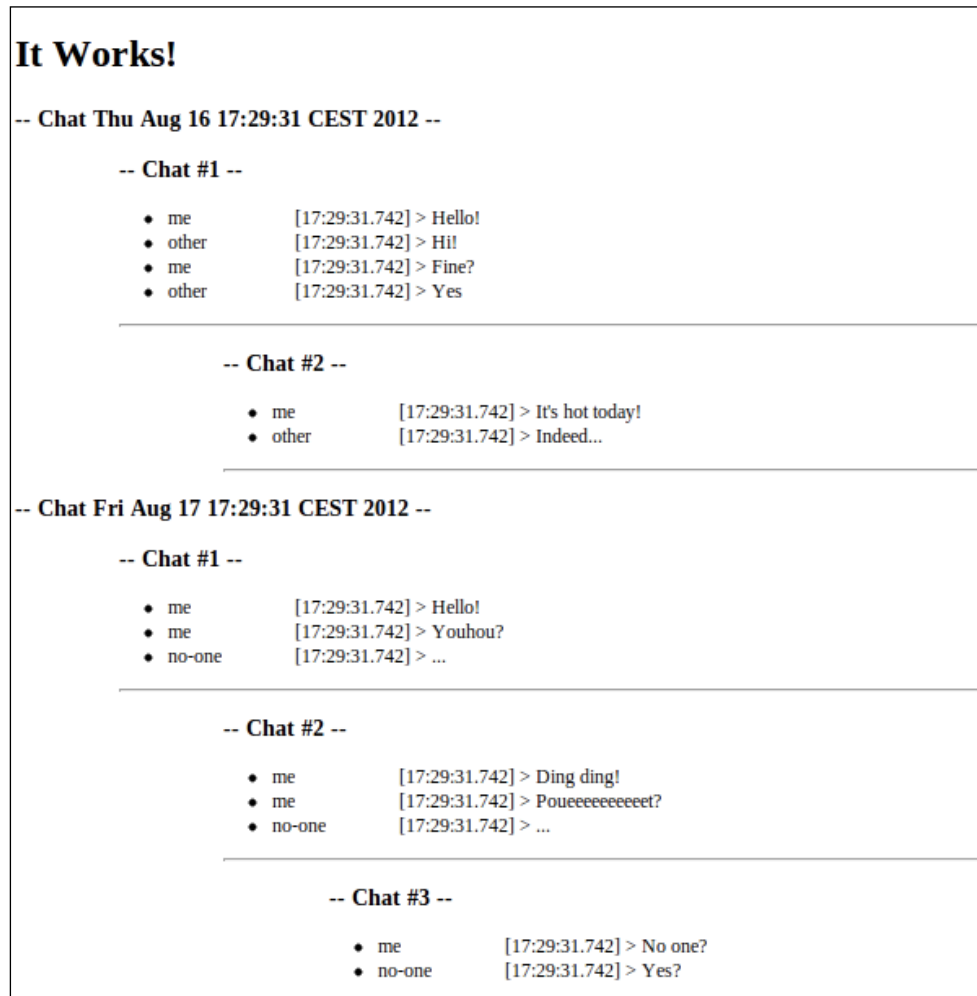 It Works!
-- Chat Thu Aug 16 17:29:31 CEST 2012 --
-- Chat #1 --
me [17:29:31.742] > Hello!
other [17:29:31.742] > Hi!
me [17:29:31.742] > Fine?
other [17:29:31.742] > Yes
-- Chat #2 --
me [17:29:31.742] > It's hot today!
other [17:29:31.742] > Indeed...
-- Chat Fri Aug 17 17:29:31 CEST 2012 --
-- Chat #1 --
me [17:29:31.742] > Hello!
me [17:29:31.742] > Youhou?
no-one [17:29:31.742] > ...
-- Chat #2 --
me [17:29:31.742] > Ding ding!
me [17:29:31.742] > Poueeeeeeeeeet?
no-one [17:29:31.742] > ...
-- Chat #3 --
me [17:29:31.742] > No one?
no-one [17:29:31.742] > Yes?